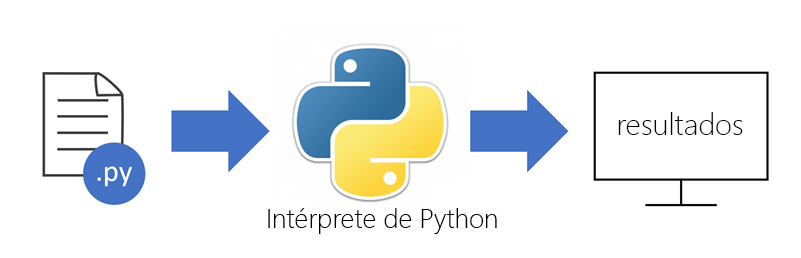 .py
Intérprete de Python
resultados